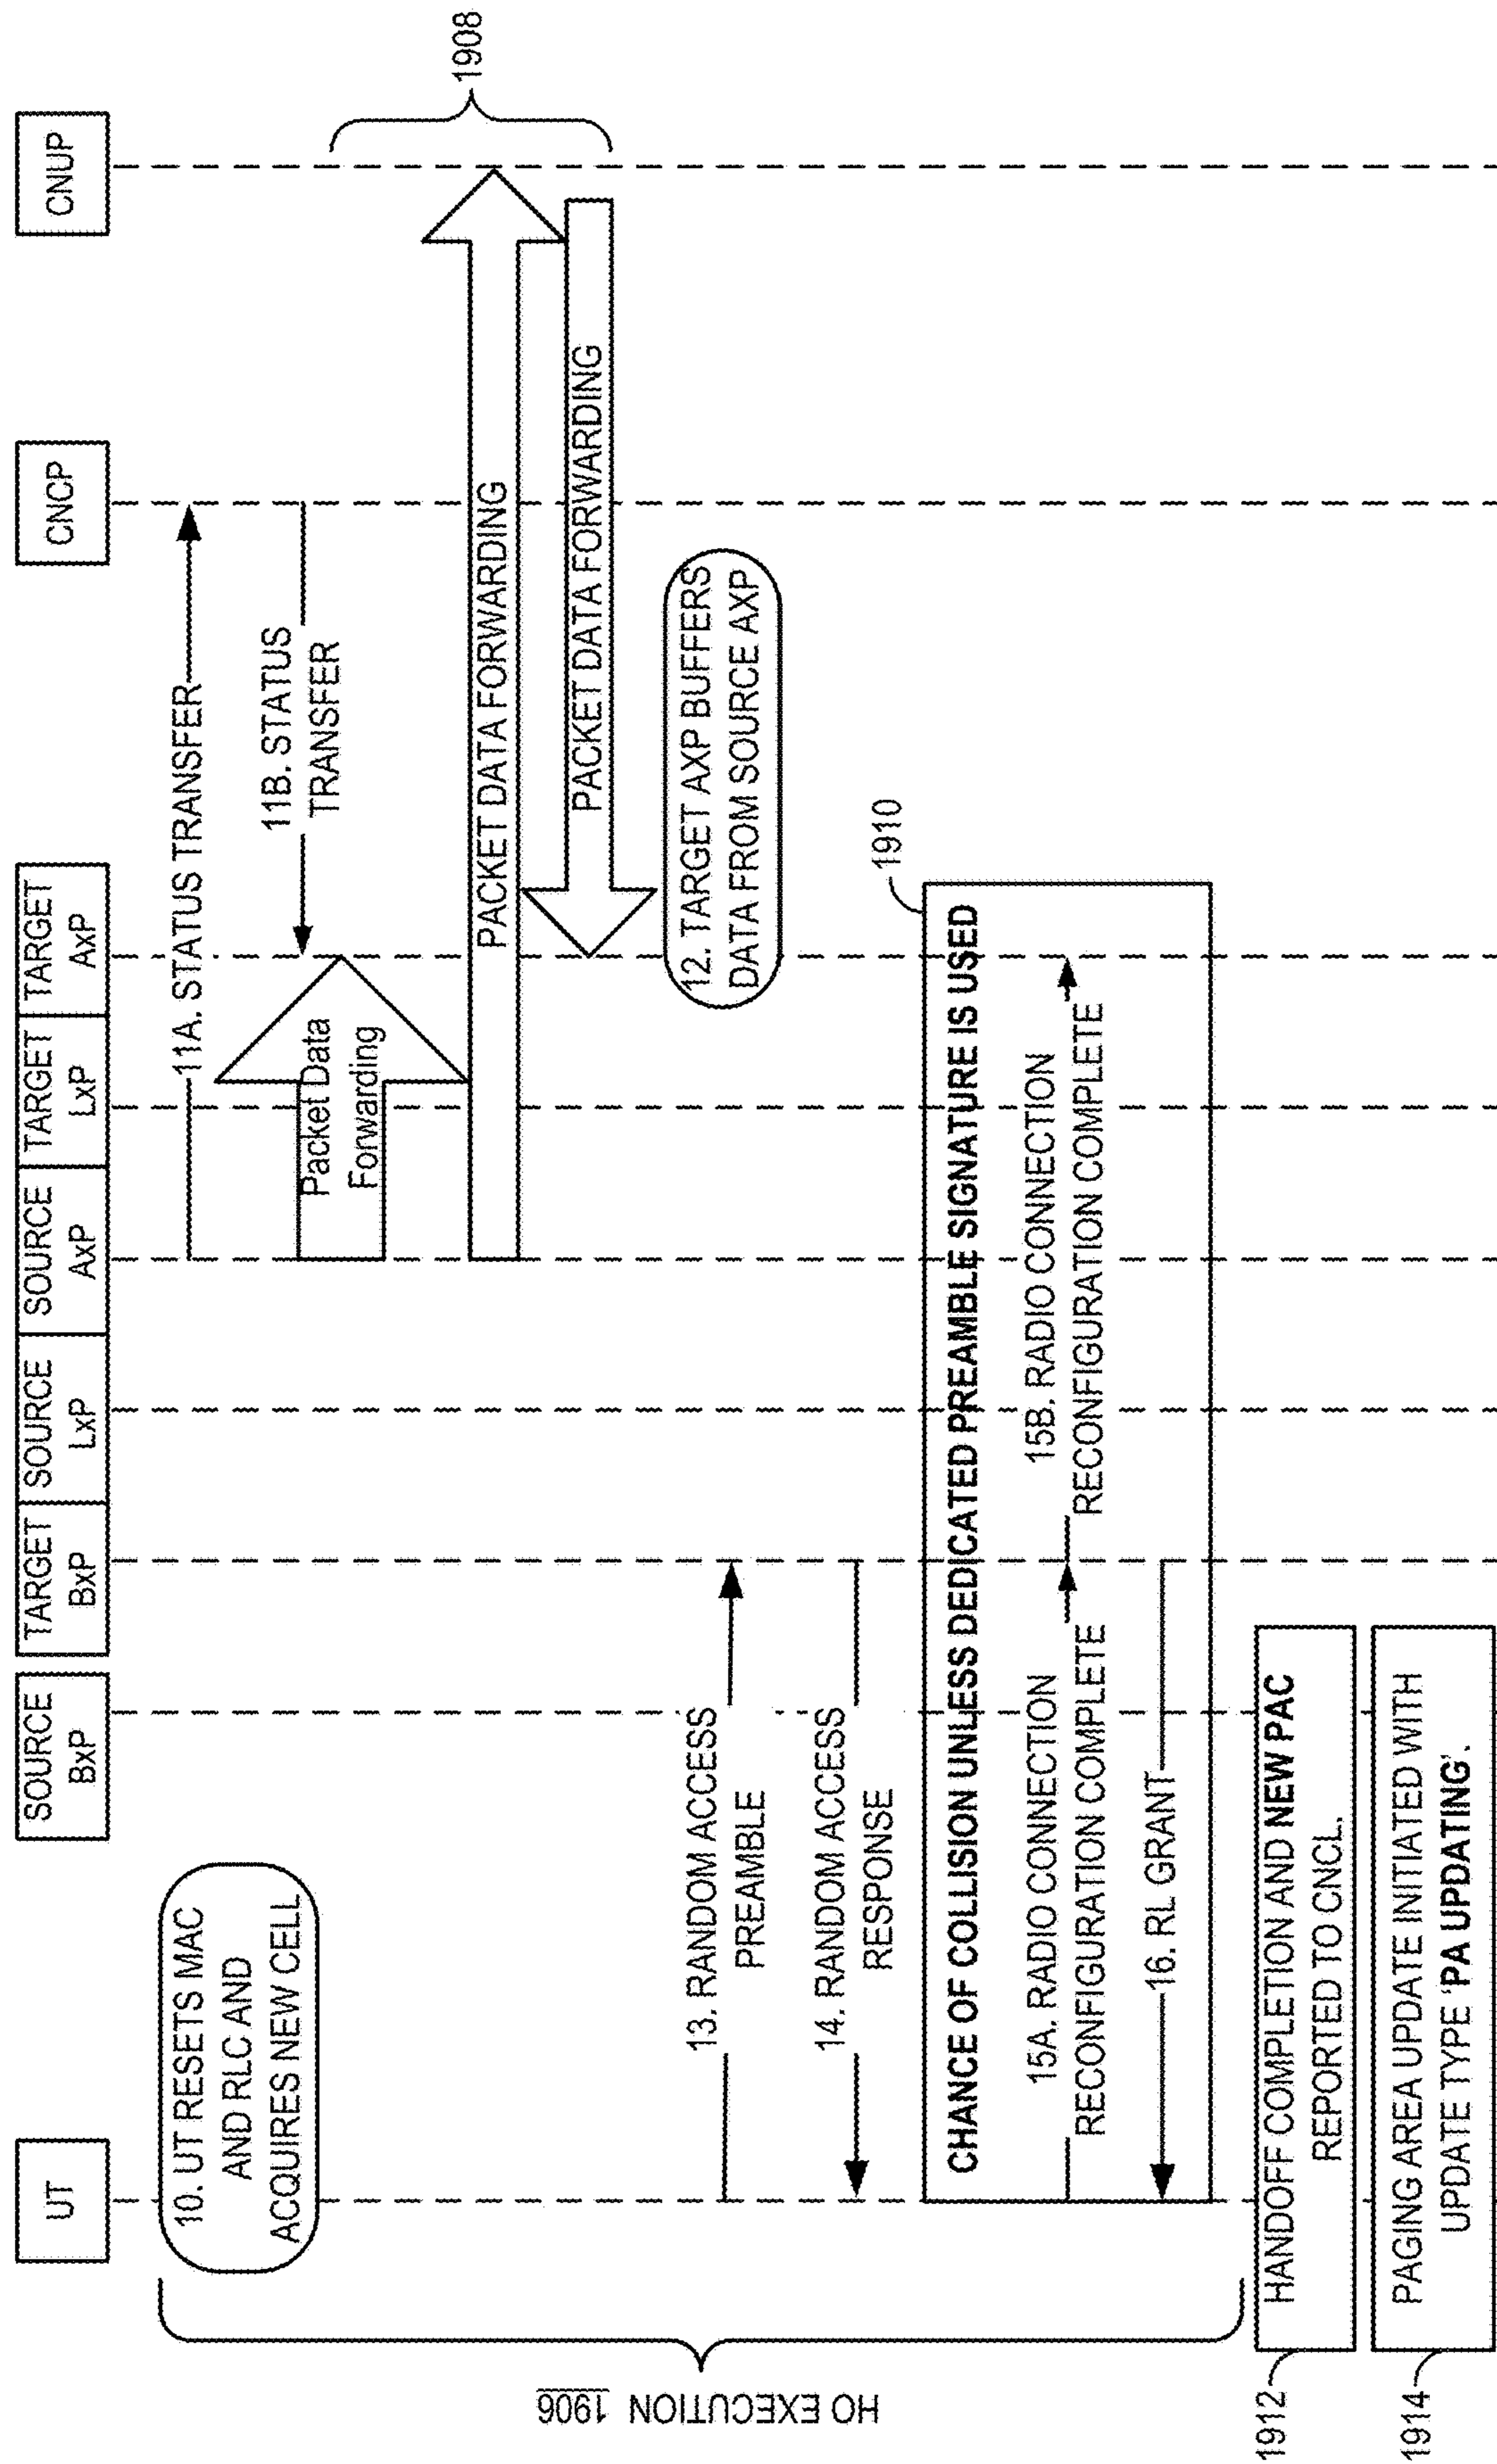 UT
SOURCE
BxP
TARGET
BxP
SOURCE
LxP
SOURCE
AxP
TARGET
LxP
TARGET
AxP
CNCP
CNUP
10. UT RESETS MAC
AND RLC AND
ACQUIRES NEW CELL
11A. STATUS TRANSFER
11B. STATUS
TRANSFER
Packet Data
Forwarding
PACKET DATA FORWARDING
PACKET DATA FORWARDING
1908
12. TARGET AXP BUFFERS
DATA FROM SOURCE AXP
13. RANDOM ACCESS
PREAMBLE
14. RANDOM ACCESS
RESPONSE
HO EXECUTION 1906
1910
CHANCE OF COLLISION UNLESS DEDICATED PREAMBLE SIGNATURE IS USED
15A. RADIO CONNECTION
RECONFIGURATION COMPLETE
15B. RADIO CONNECTION
RECONFIGURATION COMPLETE
16. RL GRANT
1912
HANDOFF COMPLETION AND NEW PAC
REPORTED TO CNCL.
1914
PAGING AREA UPDATE INITIATED WITH
UPDATE TYPE 'PA UPDATING'.